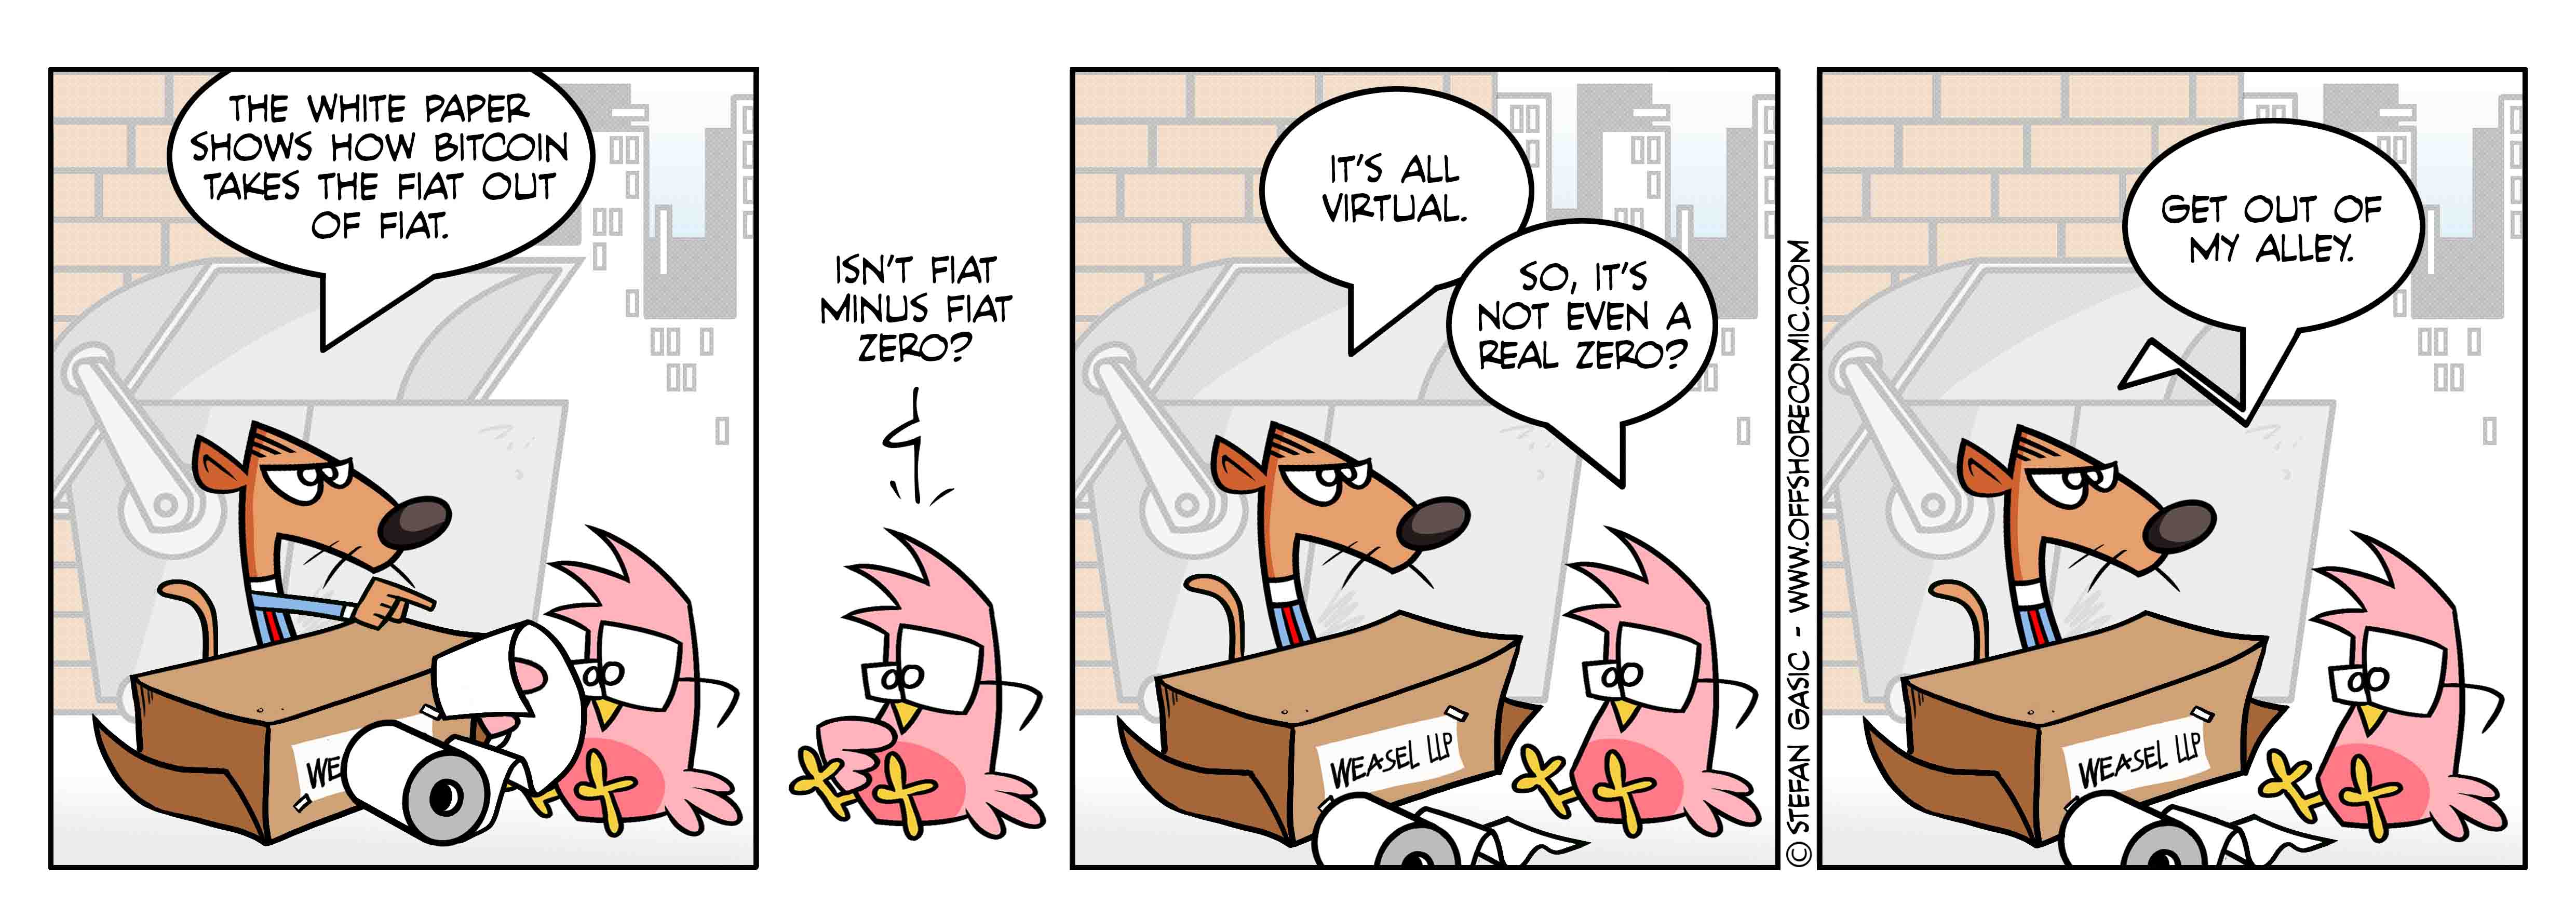 THE WHITE PAPER
SHOWS HOW BITCOIN
TAKES THE FIAT OUT
OF FIAT.
WE
ISN'T FIAT
MINUS FIAT
ZERO?
IT'S ALL
VIRTUAL.
SO, IT'S
NOT EVEN A
REAL ZERO?
WEASEL LLP
© STEFAN GASIC - WWW.OFFSHORECOMIC.COM
GET OUT OF
MY ALLEY.
WEASEL LLP